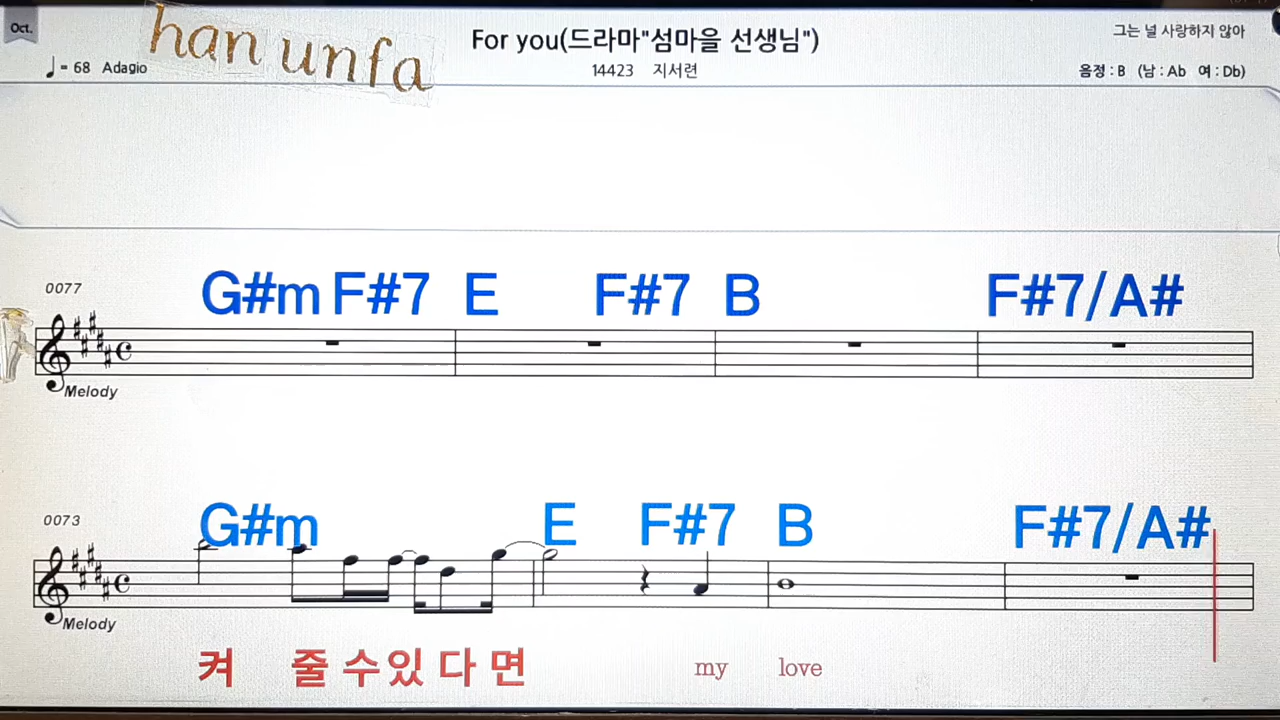 Oct.
han unfa
For you(드라마"섬마을 선생님")
그는 널 사랑하지 않아
♩= 68 Adagio
14423 지서련
음정 : B (남 : Ab 여 : Db)
0077
G#m F#7 E F#7 B F#7/A#
Melody
0073
G#m E F#7 B F#7/A#
Melody
켜 줄 수 있 다 면 my love